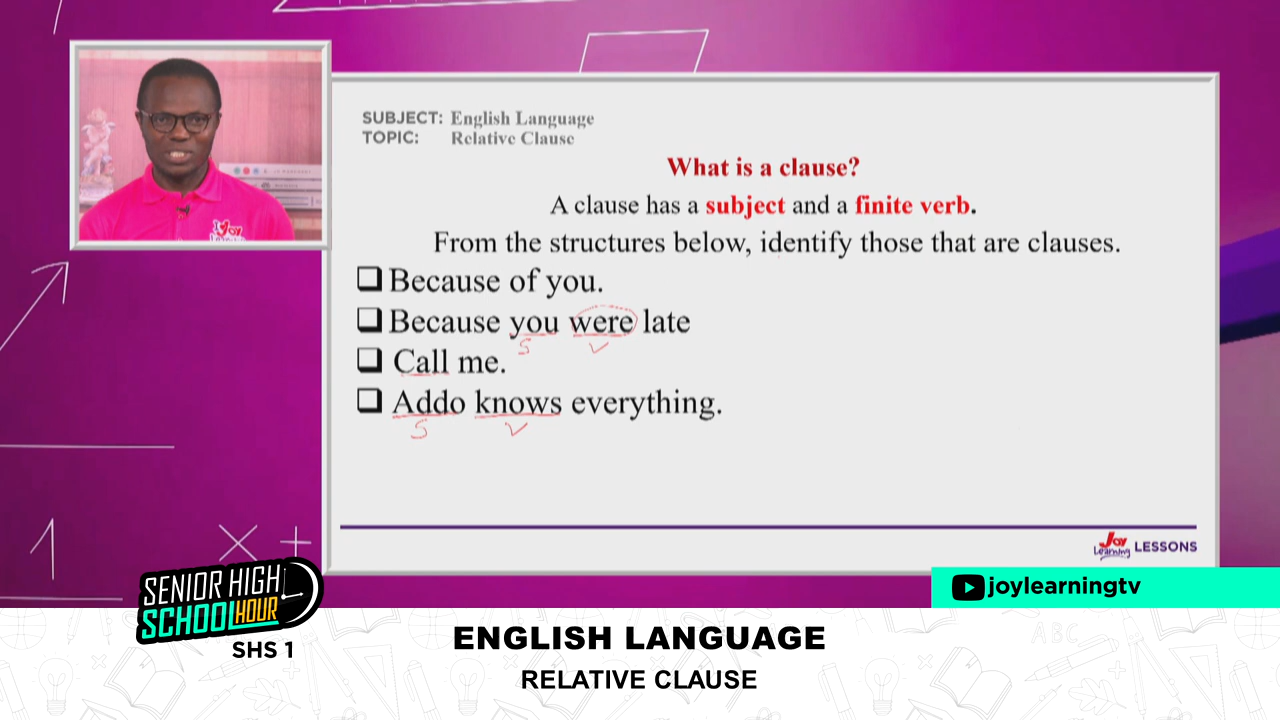 SUBJECT: English Language
TOPIC: Relative Clause
What is a clause?
A clause has a subject and a finite verb.
From the structures below, identify those that are clauses.
Because of you.
Because you were late
S V
Call me.
Addo knows everything.
S V
Joy Learning LESSONS
joylearningtv
SENIOR HIGH
SCHOOL HOUR
SHS 1
ENGLISH LANGUAGE
RELATIVE CLAUSE